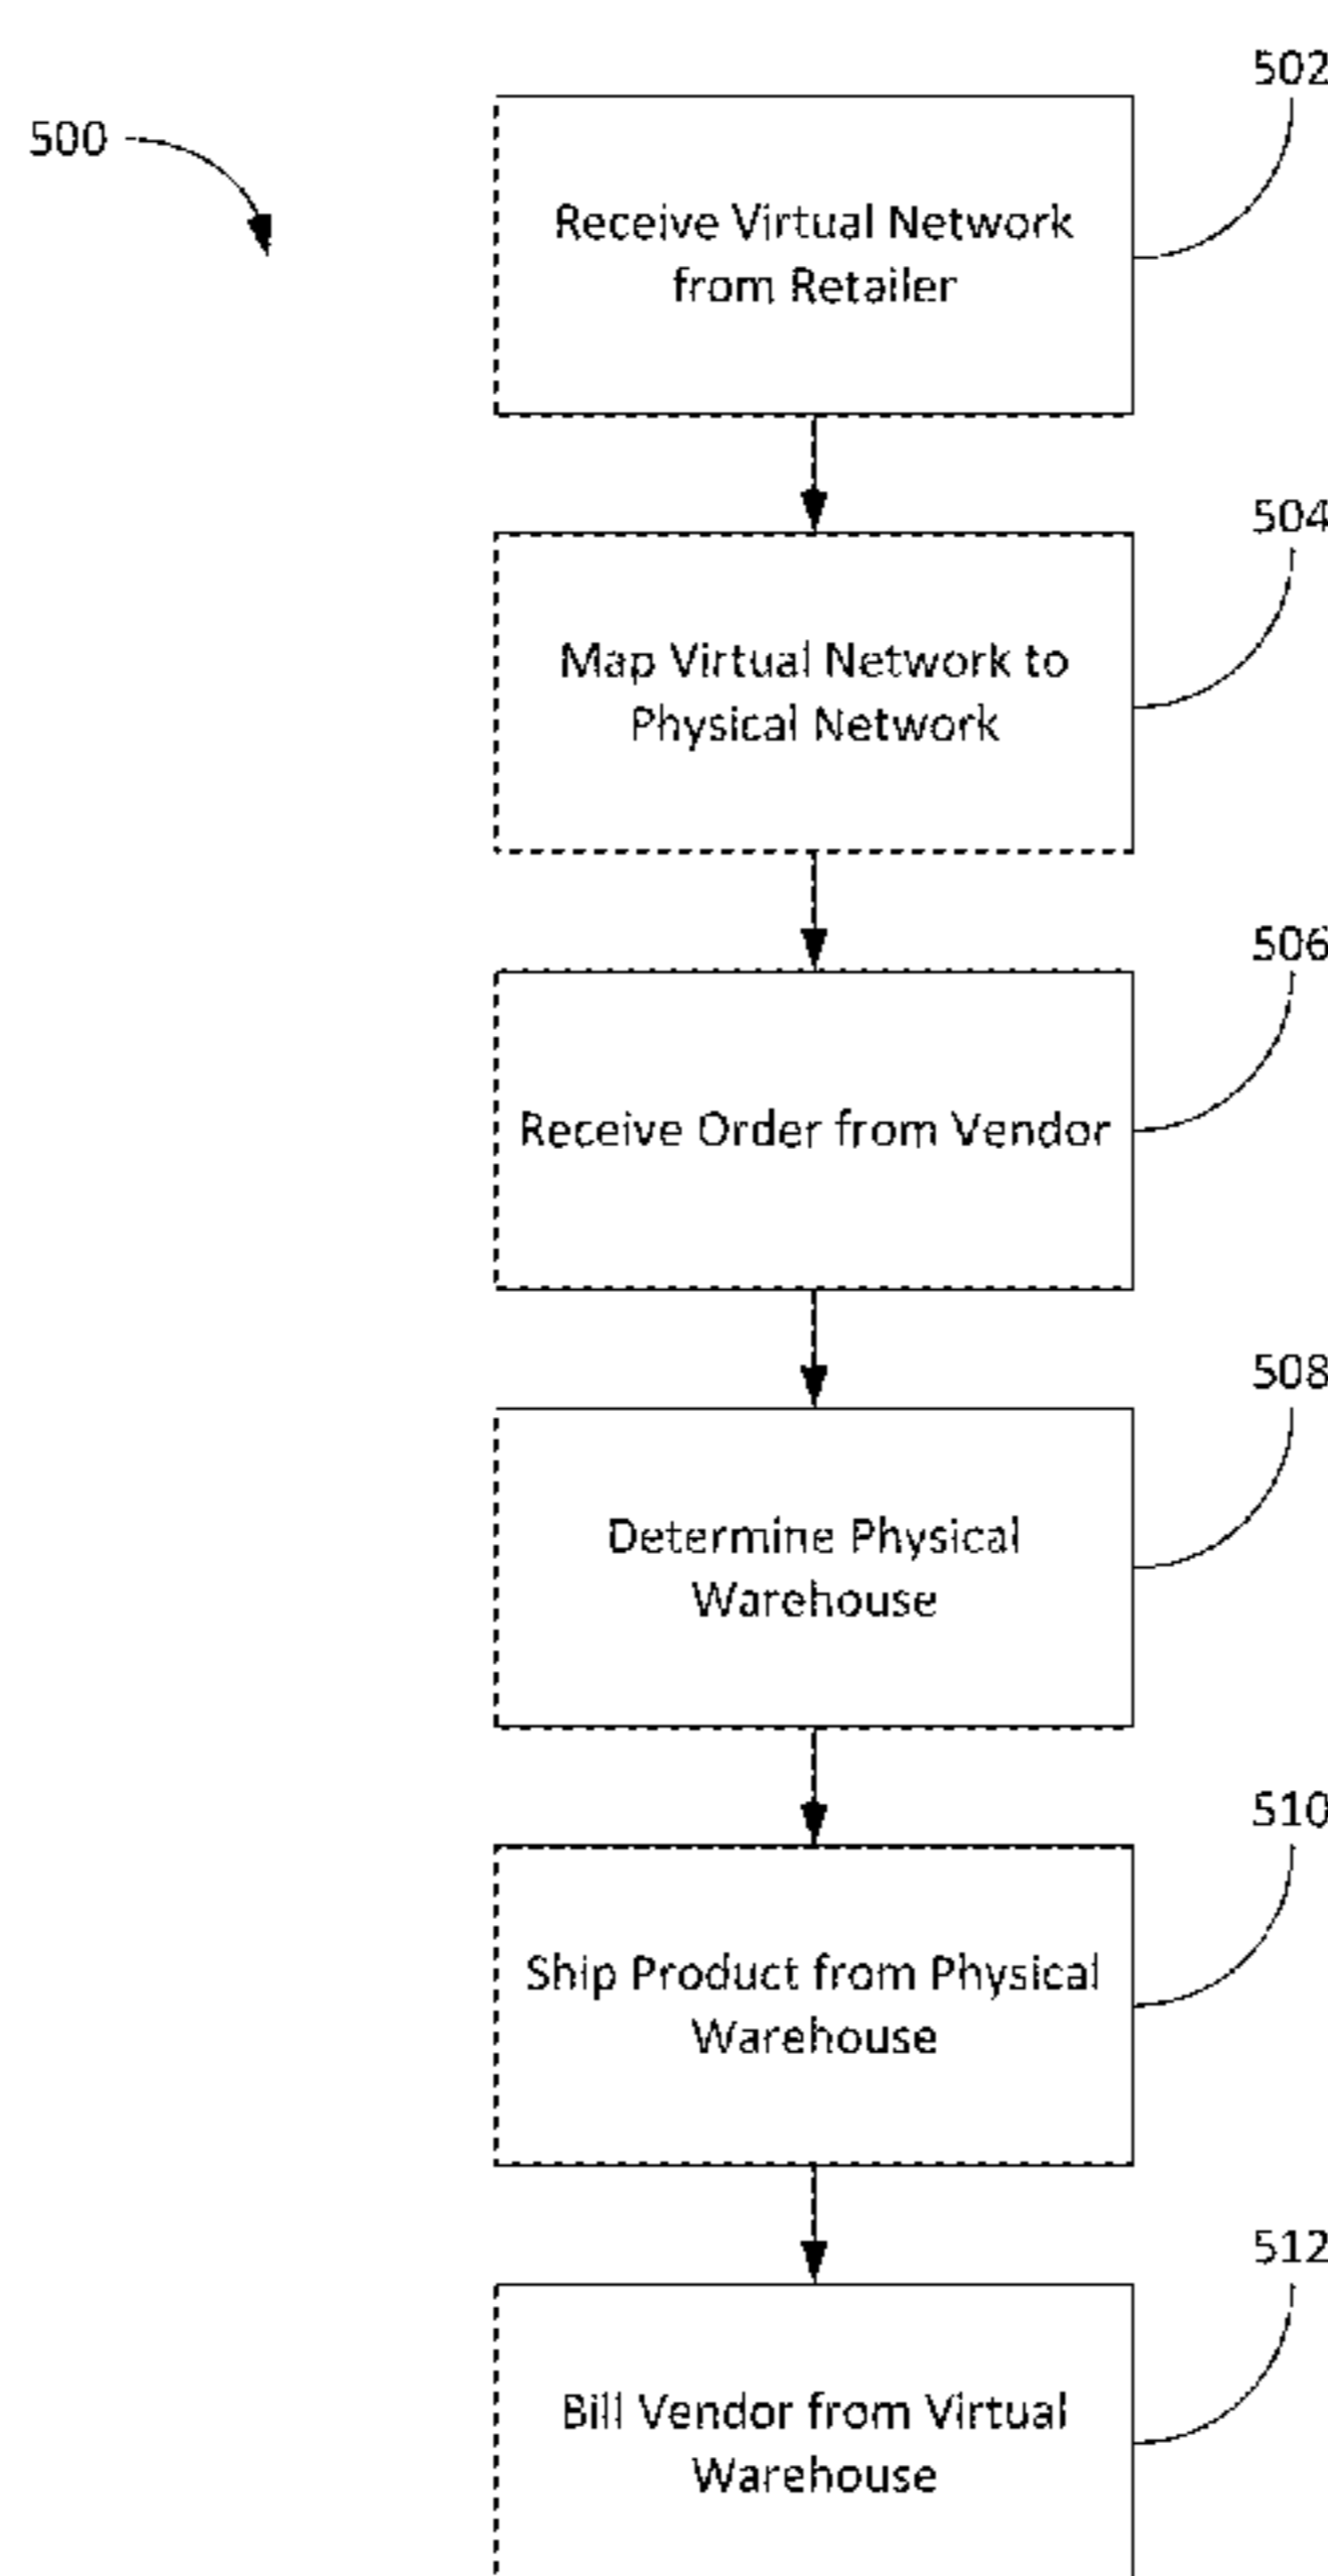 502
500
Receive Virtual Network
from Retailer
504
Map Virtual Network to
Physical Network
506
Receive Order from Vendor
508
Determine Physical
Warehouse
510
Ship Product from Physical
Warehouse
512
Bill Vendor from Virtual
Warehouse